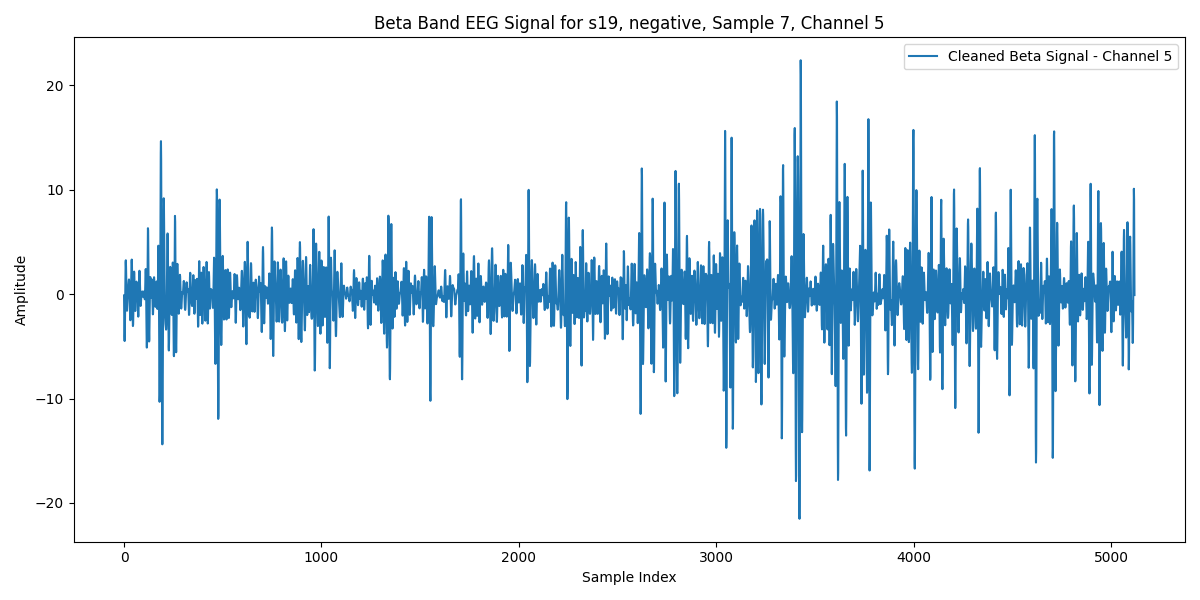 Beta Band EEG Signal for s19, negative, Sample 7, Channel 5
Cleaned Beta Signal - Channel 5
Amplitude
20
10
0
−10
−20
0 1000 2000 3000 4000 5000
Sample Index